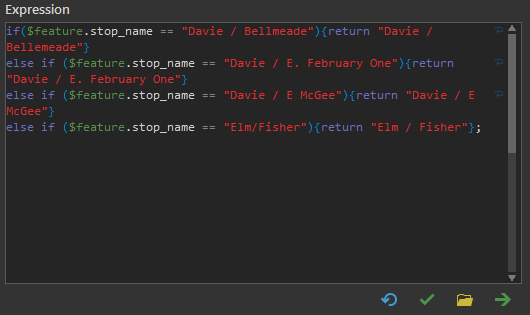 Expression
if($feature.stop_name == "Davie / Bellmeade"){return "Davie /
Bellemeade"}
else if ($feature.stop_name == "Davie / E. February One"){return
"Davie / E. February One"}
else if ($feature.stop_name == "Davie / E McGee"){return "Davie / E
McGee"}
else if ($feature.stop_name == "Elm/Fisher"){return "Elm / Fisher"};